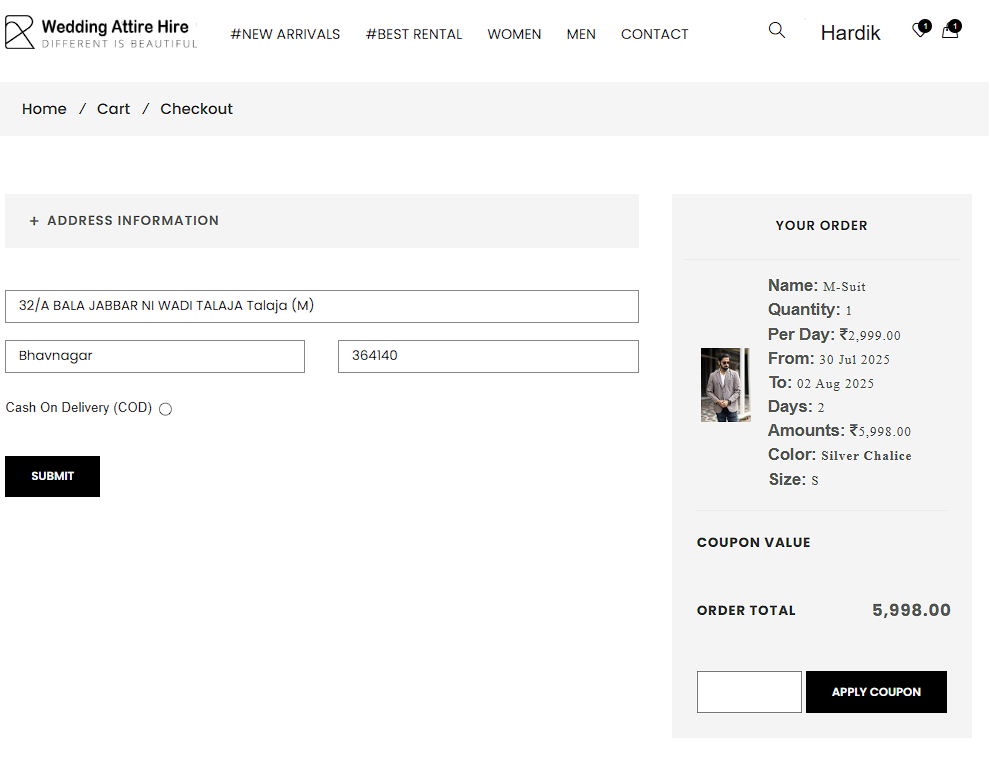 Wedding Attire Hire
DIFFERENT IS BEAUTIFUL
#NEW ARRIVALS #BEST RENTAL WOMEN MEN CONTACT
Hardik
1
1
Home / Cart / Checkout
+ ADDRESS INFORMATION
32/A BALA JABBAR NI WADI TALAJA Talaja (M)
Bhavnagar
364140
Cash On Delivery (COD)
SUBMIT
YOUR ORDER
Name: M-Suit
Quantity: 1
Per Day: ₹2,999.00
From: 30 Jul 2025
To: 02 Aug 2025
Days: 2
Amounts: ₹5,998.00
Color: Silver Chalice
Size: S
COUPON VALUE
ORDER TOTAL 5,998.00
APPLY COUPON